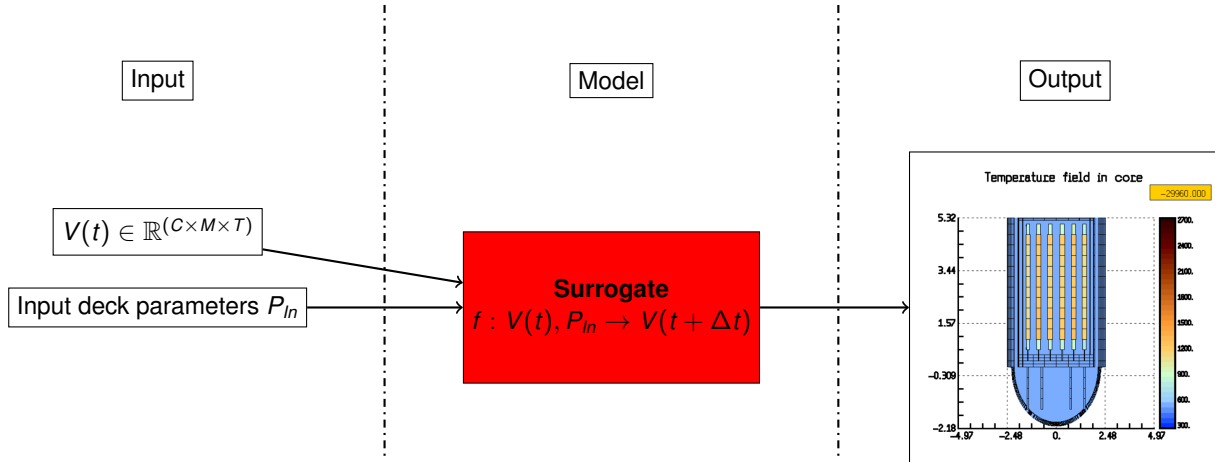 Input
Model
Output
V(t) ∈ ℝ^(C×M×T)
Input deck parameters P_In
Surrogate
f : V(t), P_In → V(t + Δt)
Temperature field in core
-29960.000
5.32
3.44
1.57
-0.309
-2.18
-4.97
-2.48
0.
2.48
4.97
2700.
2400.
2100.
1800.
1500.
1200.
900.
600.
300.